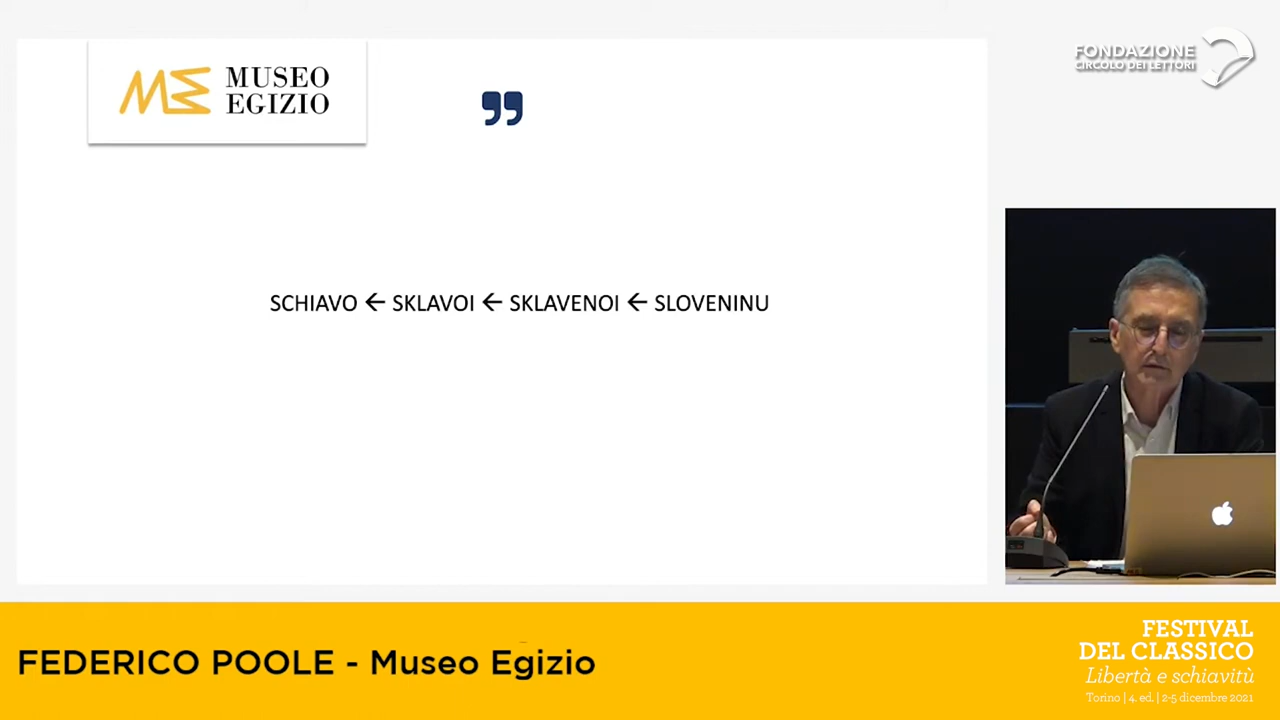 MUSEO
EGIZIO
FONDAZIONE
CIRCOLO DEI LETTORI
SCHIAVO ← SKLAVOI ← SKLAVENOI ← SLOVENINU
FEDERICO POOLE - Museo Egizio
FESTIVAL
DEL CLASSICO
Libertà e schiavitù
Torino | 4. ed. | 2-5 dicembre 2021